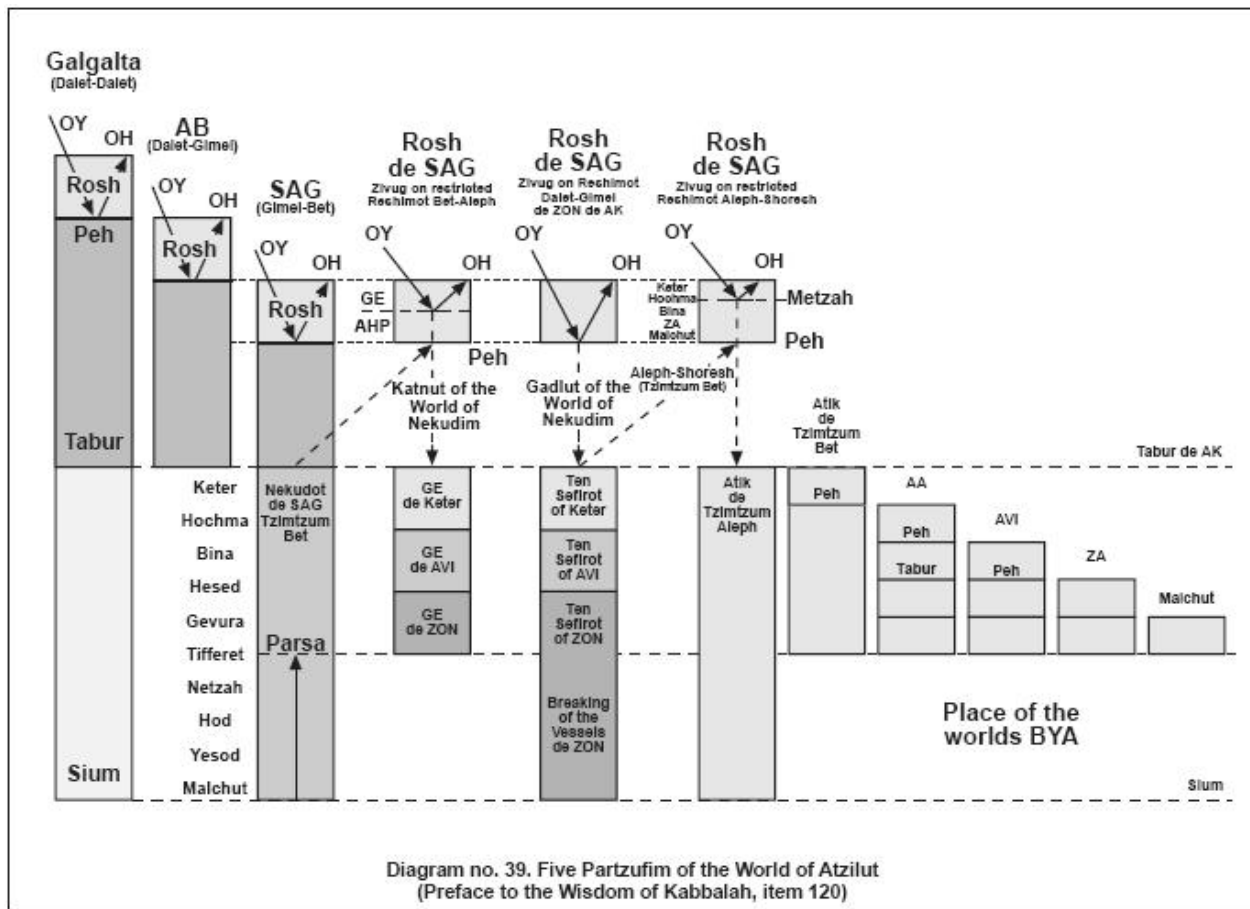 Galgalta
(Dalet-Dalet)
OY
OH
Rosh
Peh
Tabur
Sium
AB
(Dalet-Gimel)
OY
OH
Rosh
SAG
(Gimel-Bet)
OY
OH
Rosh
Nekudot
de SAG
Tzimtzum
Bet
Parsa
Keter
Hochma
Bina
Hesed
Gevura
Tifferet
Netzah
Hod
Yesod
Malchut
Rosh
de SAG
Zivug on restricted
Reshimot Bet-Aleph
OY
OH
GE
AHP
Peh
Katnut of the
World of
Nekudim
GE
de Keter
GE
de AVI
GE
de ZON
Rosh
de SAG
Zivug on Reshimot
Dalet-Gimel
de ZON de AK
OY
OH
Gadlut of the
World of
Nekudim
Ten
Sefirot
of Keter
Ten
Sefirot
of AVI
Ten
Sefirot
of ZON
Breaking
of the
Vessels
de ZON
Rosh
de SAG
Zivug on restricted
Reshimot Aleph-Shoresh
OY
OH
Keter
Hochma
Bina
ZA
Malchut
Metzah
Peh
Aleph-Shoresh
(Tzimtzum Bet)
Atik
de
Tzimtzum
Aleph
Atik
de
Tzimtzum
Bet
Peh
AA
Peh
Tabur
AVI
Peh
ZA
Malchut
Tabur de AK
Place of the
worlds BYA
Sium
Diagram no. 39. Five Partzufim of the World of Atzilut
(Preface to the Wisdom of Kabbalah, item 120)